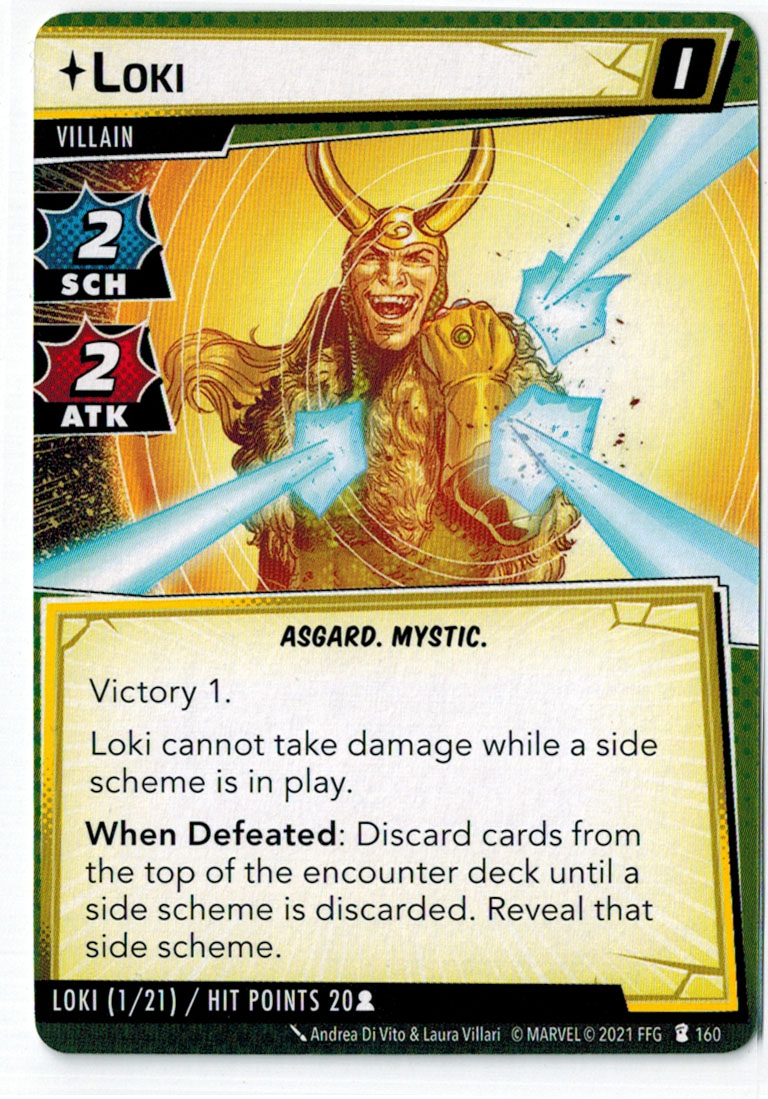 LOKI
I
VILLAIN
2
SCH
2
ATK
ASGARD. MYSTIC.
Victory 1.
Loki cannot take damage while a side
scheme is in play.
When Defeated: Discard cards from
the top of the encounter deck until a
side scheme is discarded. Reveal that
side scheme.
LOKI (1/21) / HIT POINTS 20
Andrea Di Vito & Laura Villari © MARVEL © 2021 FFG 160